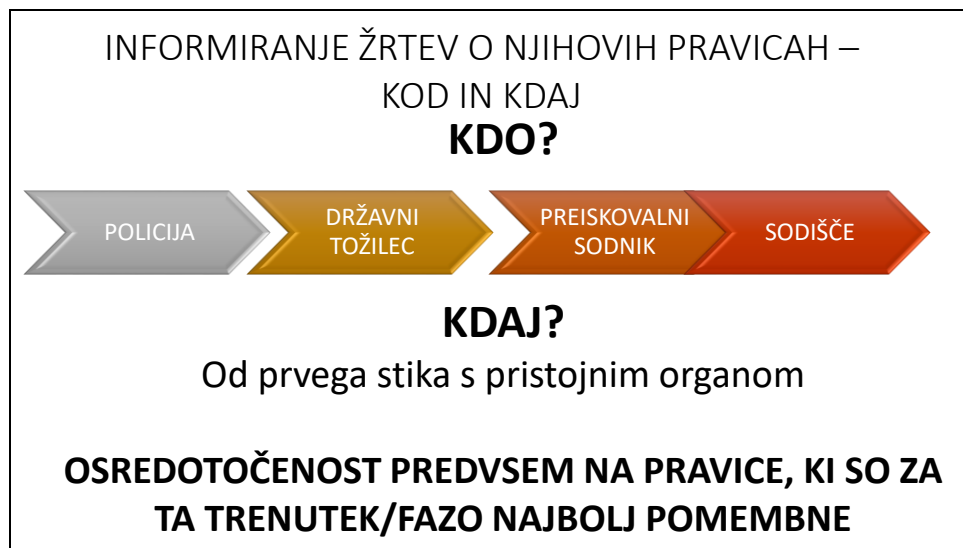 INFORMIRANJE ŽRTEV O NJIHOVIH PRAVICAH –
KOD IN KDAJ
KDO?
POLICIJA
DRŽAVNI
TOŽILEC
PREISKOVALNI
SODNIK
SODIŠČE
KDAJ?
Od prvega stika s pristojnim organom
OSREDOTOČENOST PREDVSEM NA PRAVICE, KI SO ZA
TA TRENUTEK/FAZO NAJBOLJ POMEMBNE